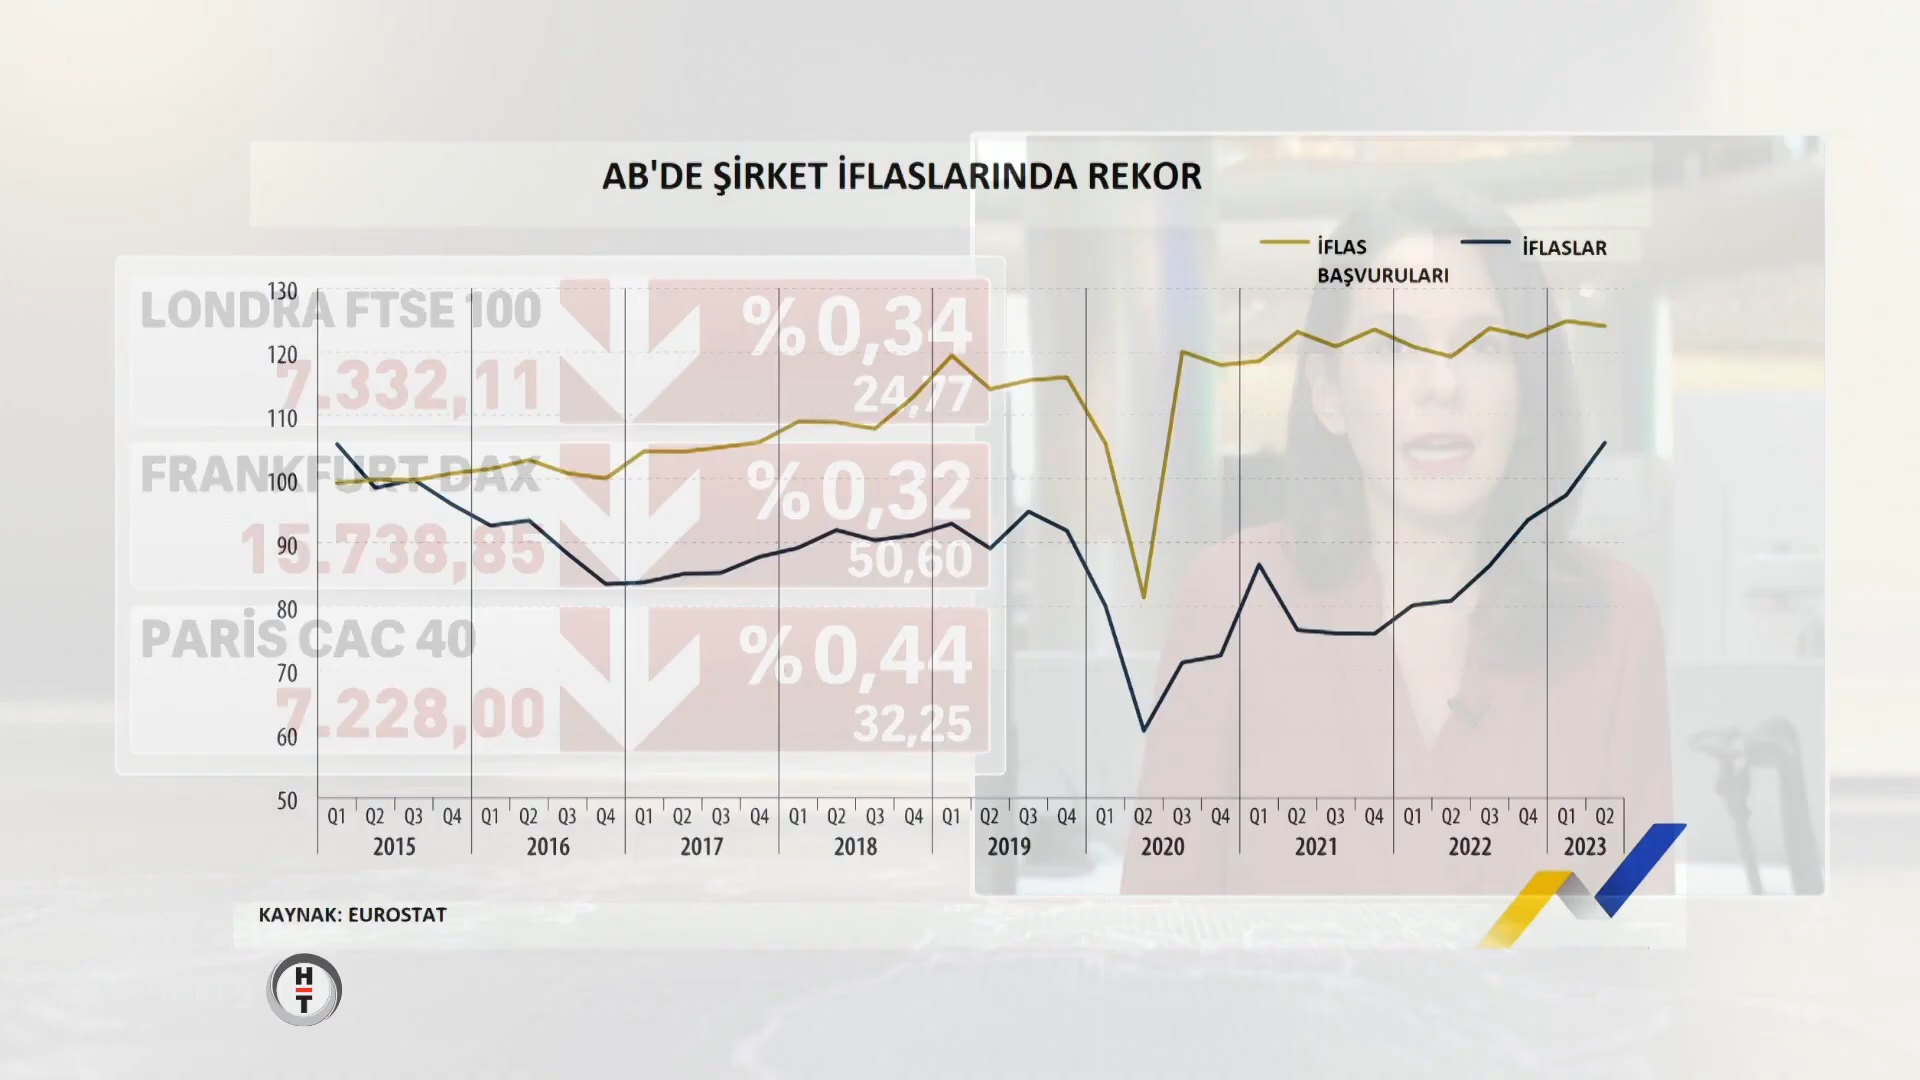 AB'DE ŞİRKET İFLASLARINDA REKOR
İFLAS
BAŞVURULARI
İFLASLAR
LONDRA FTSE 100
7.332,11
%0,34
24,77
FRANKFURT DAX
15.738,85
%0,32
50,60
PARİS CAC 40
7.228,00
%0,44
32,25
130
120
110
100
90
80
70
60
50
Q1 Q2 Q3 Q4 Q1 Q2 Q3 Q4 Q1 Q2 Q3 Q4 Q1 Q2 Q3 Q4 Q1 Q2 Q3 Q4 Q1 Q2 Q3 Q4 Q1 Q2 Q3 Q4 Q1 Q2 Q3 Q4 Q1 Q2
2015 2016 2017 2018 2019 2020 2021 2022 2023
KAYNAK: EUROSTAT
H
T